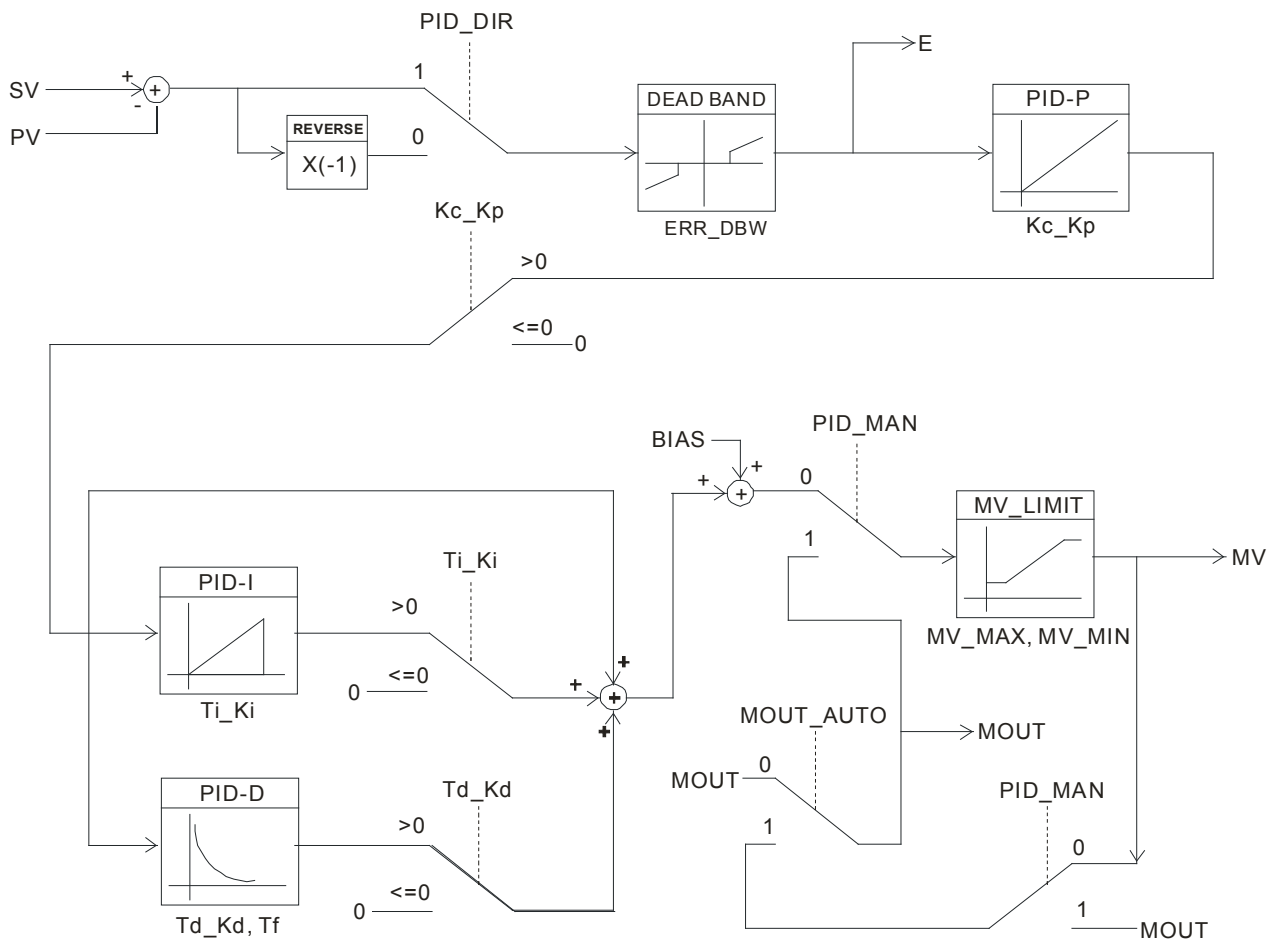 PID_DIR
E
SV
+
+
-
PV
1
0
REVERSE
X(-1)
DEAD BAND
ERR_DBW
PID-P
Kc_Kp
Kc_Kp
>0
<=0
0
BIAS
+
+
+
PID_MAN
0
1
MV_LIMIT
MV
MV_MAX, MV_MIN
PID-I
Ti_Ki
Ti_Ki
>0
<=0
0
+
+
+
+
MOUT_AUTO
MOUT
MOUT
0
1
PID-D
Td_Kd, Tf
Td_Kd
>0
<=0
0
PID_MAN
0
1
MOUT